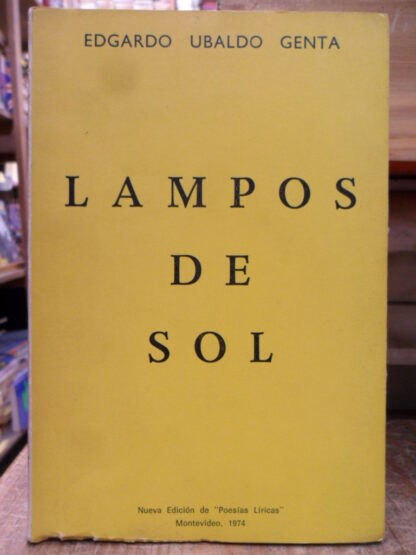 EDGARDO UBALDO GENTA
LAMPOS
DE
SOL
Nueva Edición de "Poesías Líricas"
Montevideo, 1974